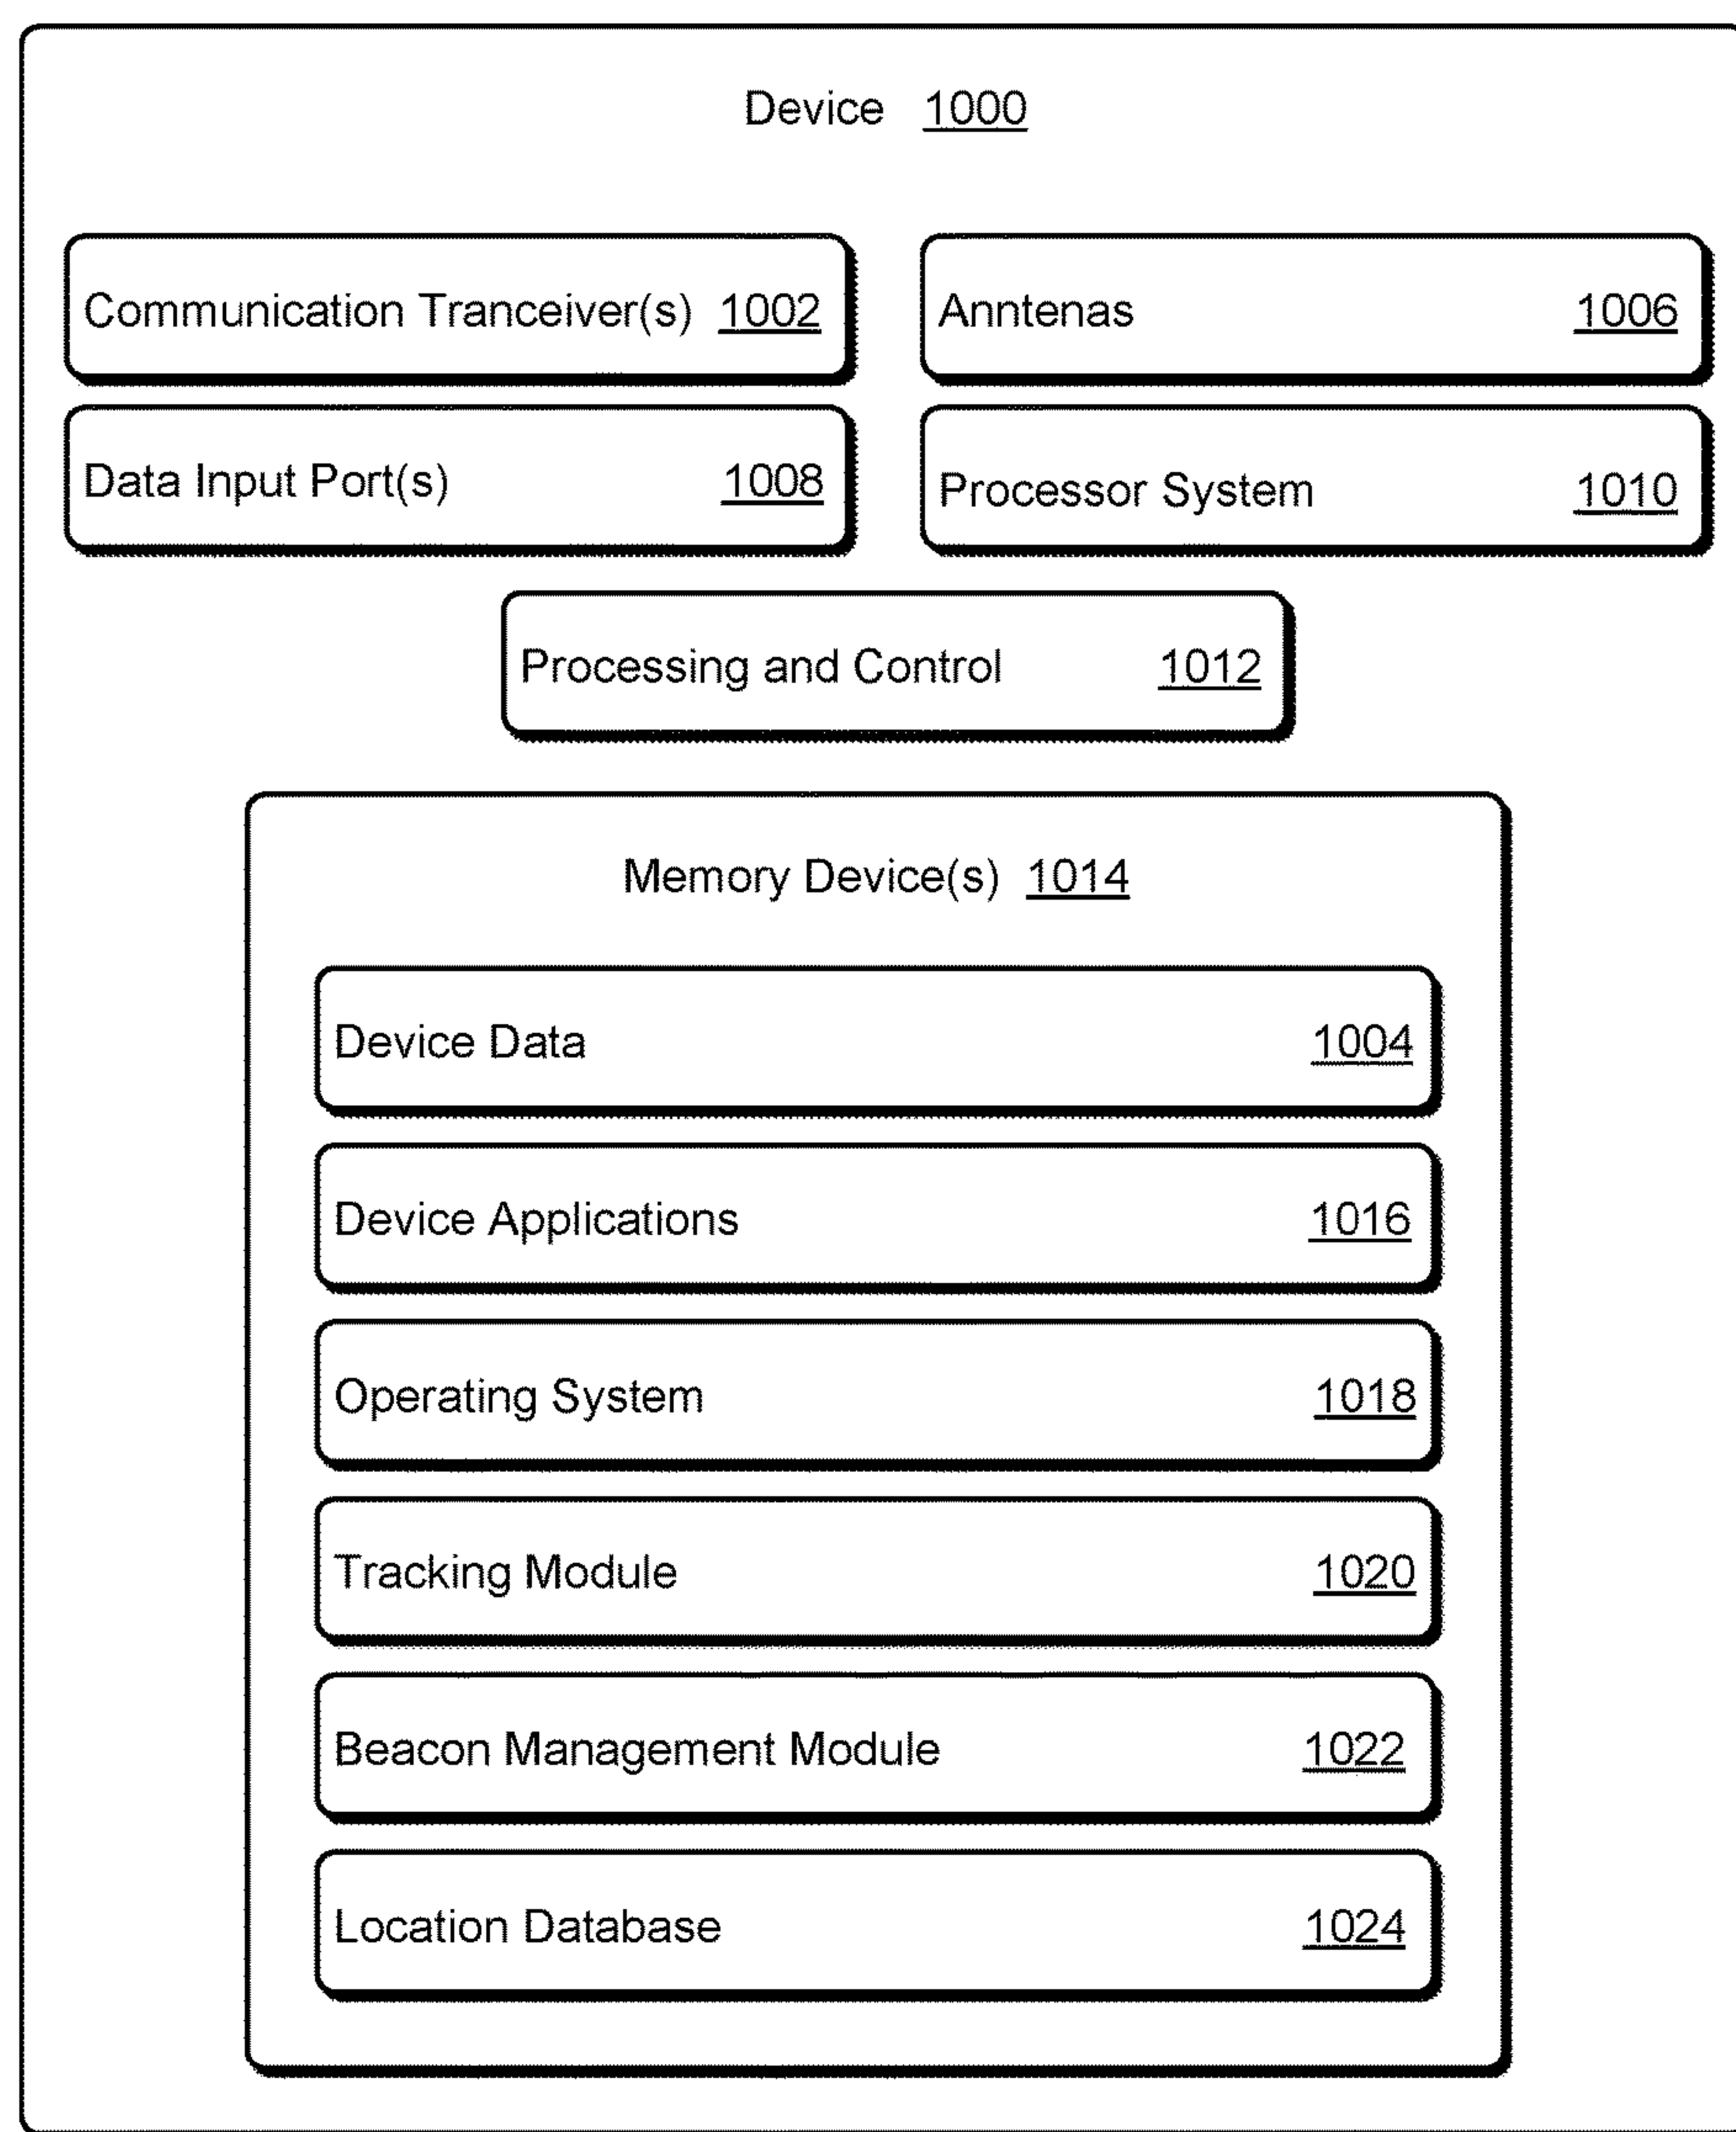 Device 1000
Communication Tranceiver(s) 1002
Anntenas 1006
Data Input Port(s) 1008
Processor System 1010
Processing and Control 1012
Memory Device(s) 1014
Device Data 1004
Device Applications 1016
Operating System 1018
Tracking Module 1020
Beacon Management Module 1022
Location Database 1024